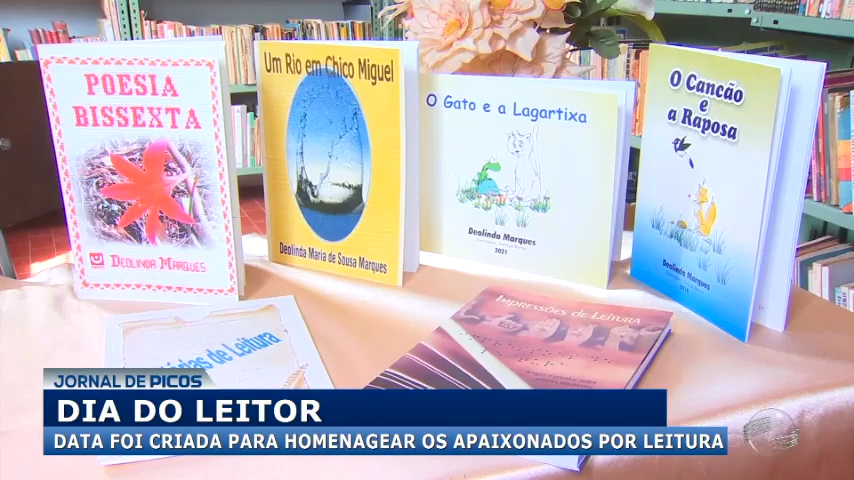 POESIA
BISSEXTA
DEOLINDA MARQUES
Um Rio em Chico Miguel
Deolinda Maria de Sousa Marques
O Gato e a Lagartixa
Deolinda Marques
2021
O Cancão
e
a Raposa
Deolinda Marques
de Leitura
IMPRESSÕES DE LEITURA
JORNAL DE PICOS
DIA DO LEITOR
DATA FOI CRIADA PARA HOMENAGEAR OS APAIXONADOS POR LEITURA